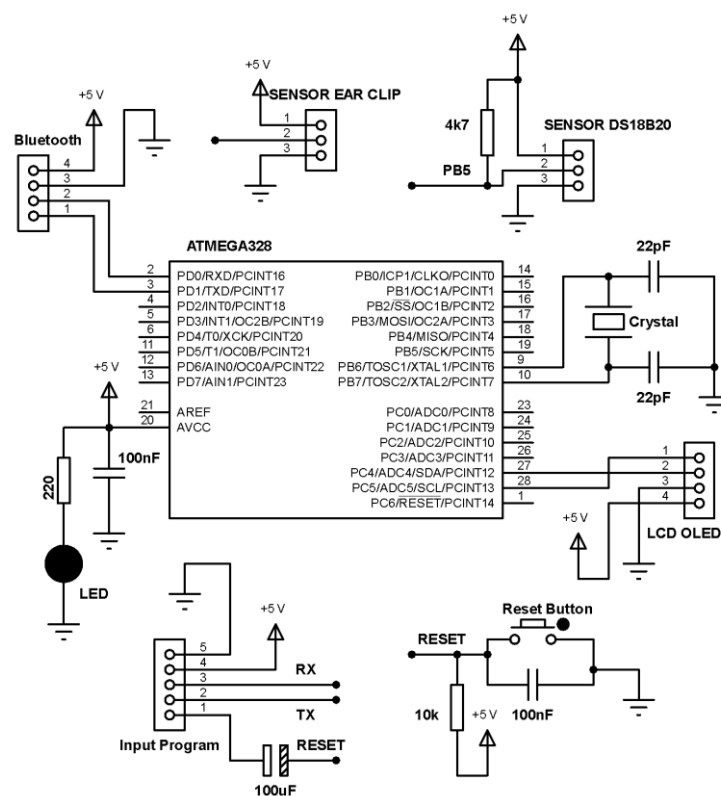 +5 V
+5 V
SENSOR EAR CLIP
1
2
3
+5 V
4k7
SENSOR DS18B20
1
2
3
PB5
Bluetooth
+5 V
4
3
2
1
ATMEGA328
2 PD0/RXD/PCINT16
3 PD1/TXD/PCINT17
4 PD2/INT0/PCINT18
5 PD3/INT1/OC2B/PCINT19
6 PD4/T0/XCK/PCINT20
11 PD5/T1/OC0B/PCINT21
12 PD6/AIN0/OC0A/PCINT22
13 PD7/AIN1/PCINT23
21 AREF
20 AVCC
PB0/ICP1/CLKO/PCINT0 14
PB1/OC1A/PCINT1 15
PB2/SS/OC1B/PCINT2 16
PB3/MOSI/OC2A/PCINT3 17
PB4/MISO/PCINT4 18
PB5/SCK/PCINT5 19
PB6/TOSC1/XTAL1/PCINT6 9
PB7/TOSC2/XTAL2/PCINT7 10
PC0/ADC0/PCINT8 23
PC1/ADC1/PCINT9 24
PC2/ADC2/PCINT10 25
PC3/ADC3/PCINT11 26
PC4/ADC4/SDA/PCINT12 27
PC5/ADC5/SCL/PCINT13 28
PC6/RESET/PCINT14 1
22pF
Crystal
22pF
+5 V
100nF
220
LED
1
2
3
4
+5 V
LCD OLED
+5 V
5
4
3
2
1
RX
TX
RESET
Input Program
100uF
Reset Button
RESET
10k
+5 V
100nF